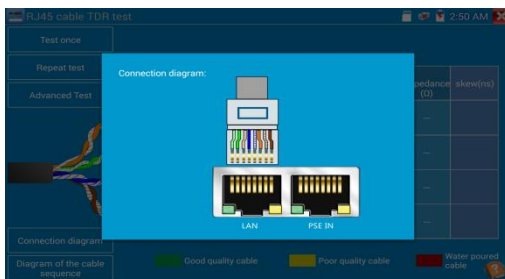 RJ45 cable TDR test
2:50 AM
Test once
Repeat test
Advanced Test
Connection diagram:
pedance skew(ns)
(Ω)
---
---
---
---
LAN
PSE IN
Connection diagram
Diagram of the cable
sequence
Good quality cable
Poor quality cable
Water poured
cable